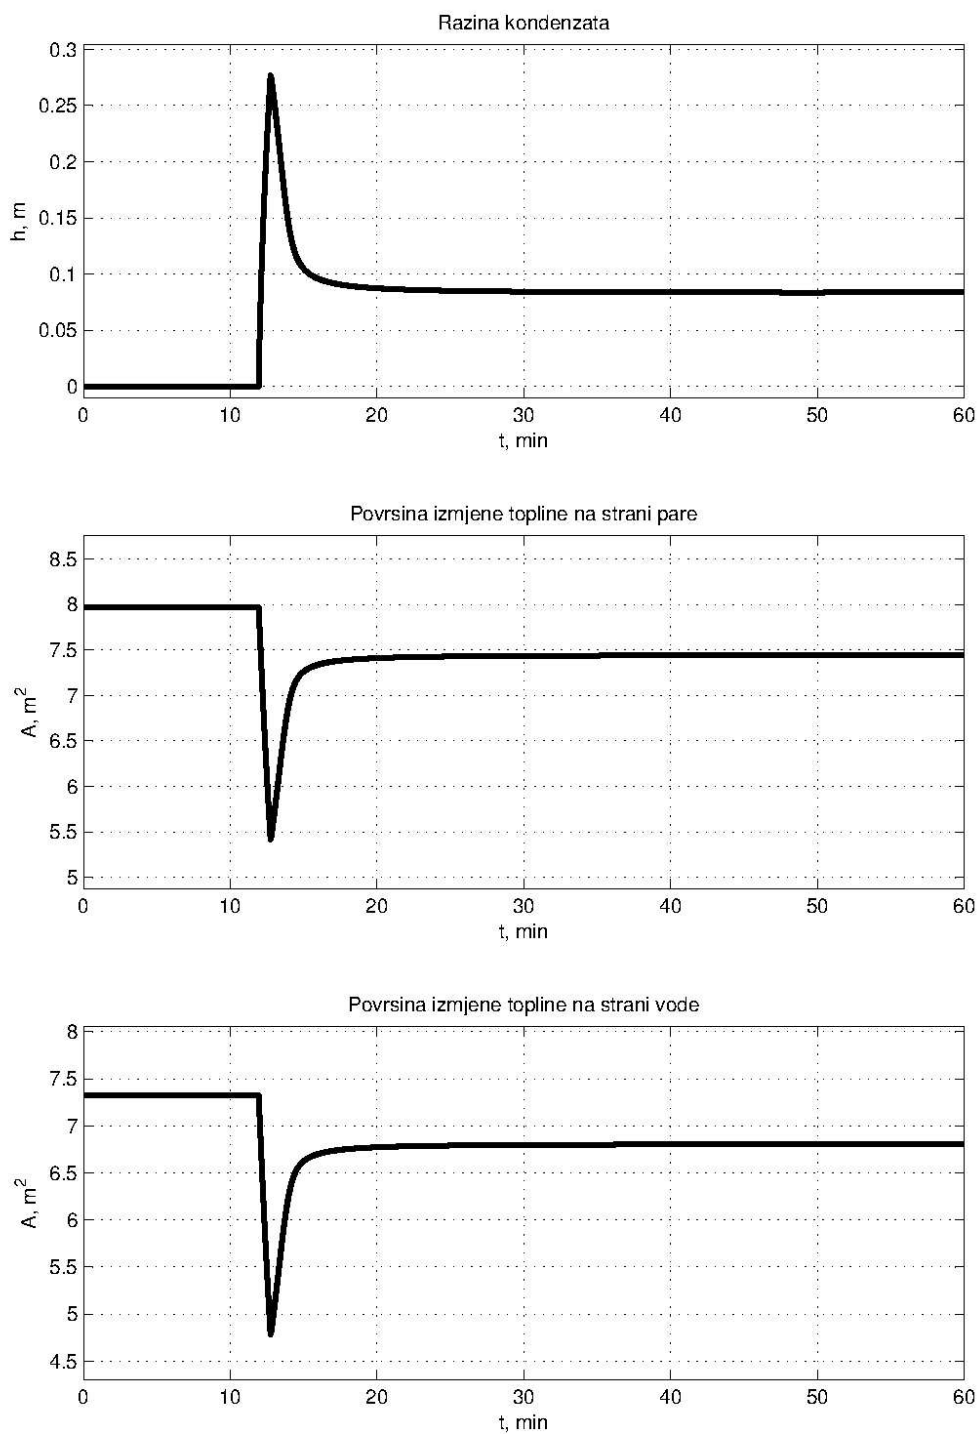 Razina kondenzata
0.3
0.25
0.2
0.15
0.1
0.05
0
h, m
0 10 20 30 40 50 60
t, min
Povrsina izmjene topline na strani pare
8.5
8
7.5
7
6.5
6
5.5
5
A, m²
0 10 20 30 40 50 60
t, min
Povrsina izmjene topline na strani vode
8
7.5
7
6.5
6
5.5
5
4.5
A, m²
0 10 20 30 40 50 60
t, min